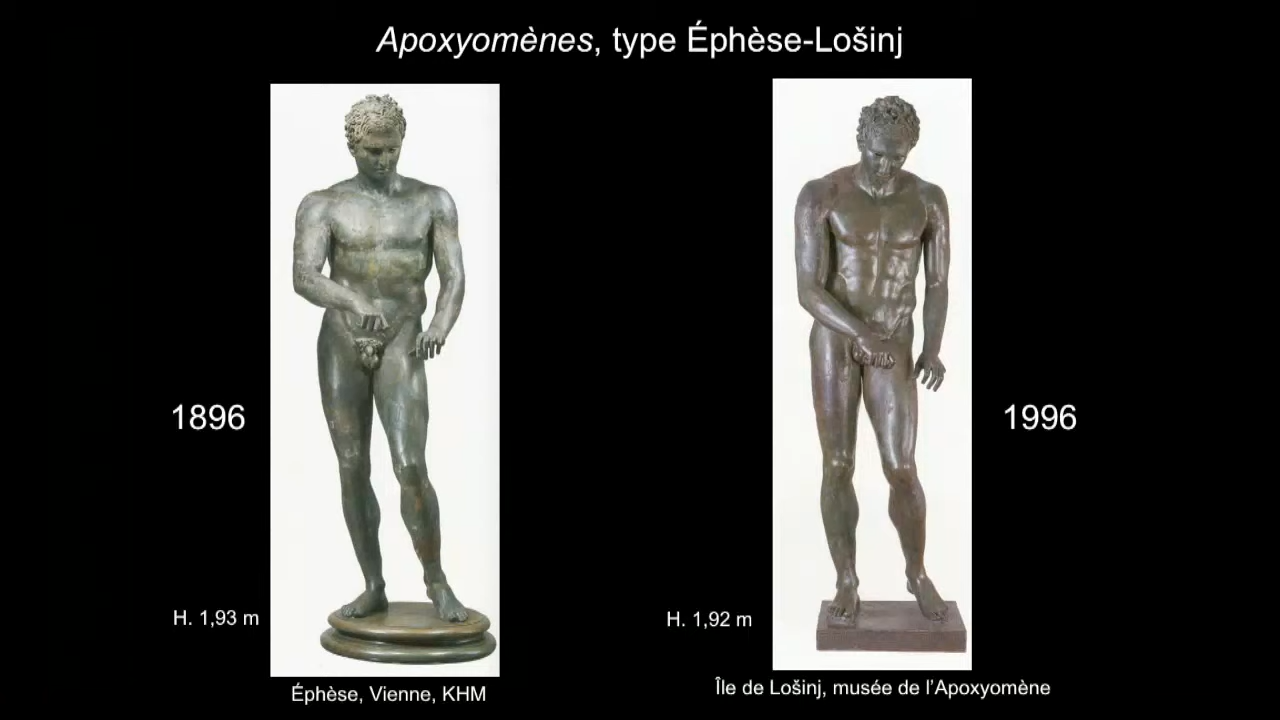 Apoxyomènes, type Éphèse-Lošinj
1896
1996
H. 1,93 m
H. 1,92 m
Éphèse, Vienne, KHM
Île de Lošinj, musée de l’Apoxyomène